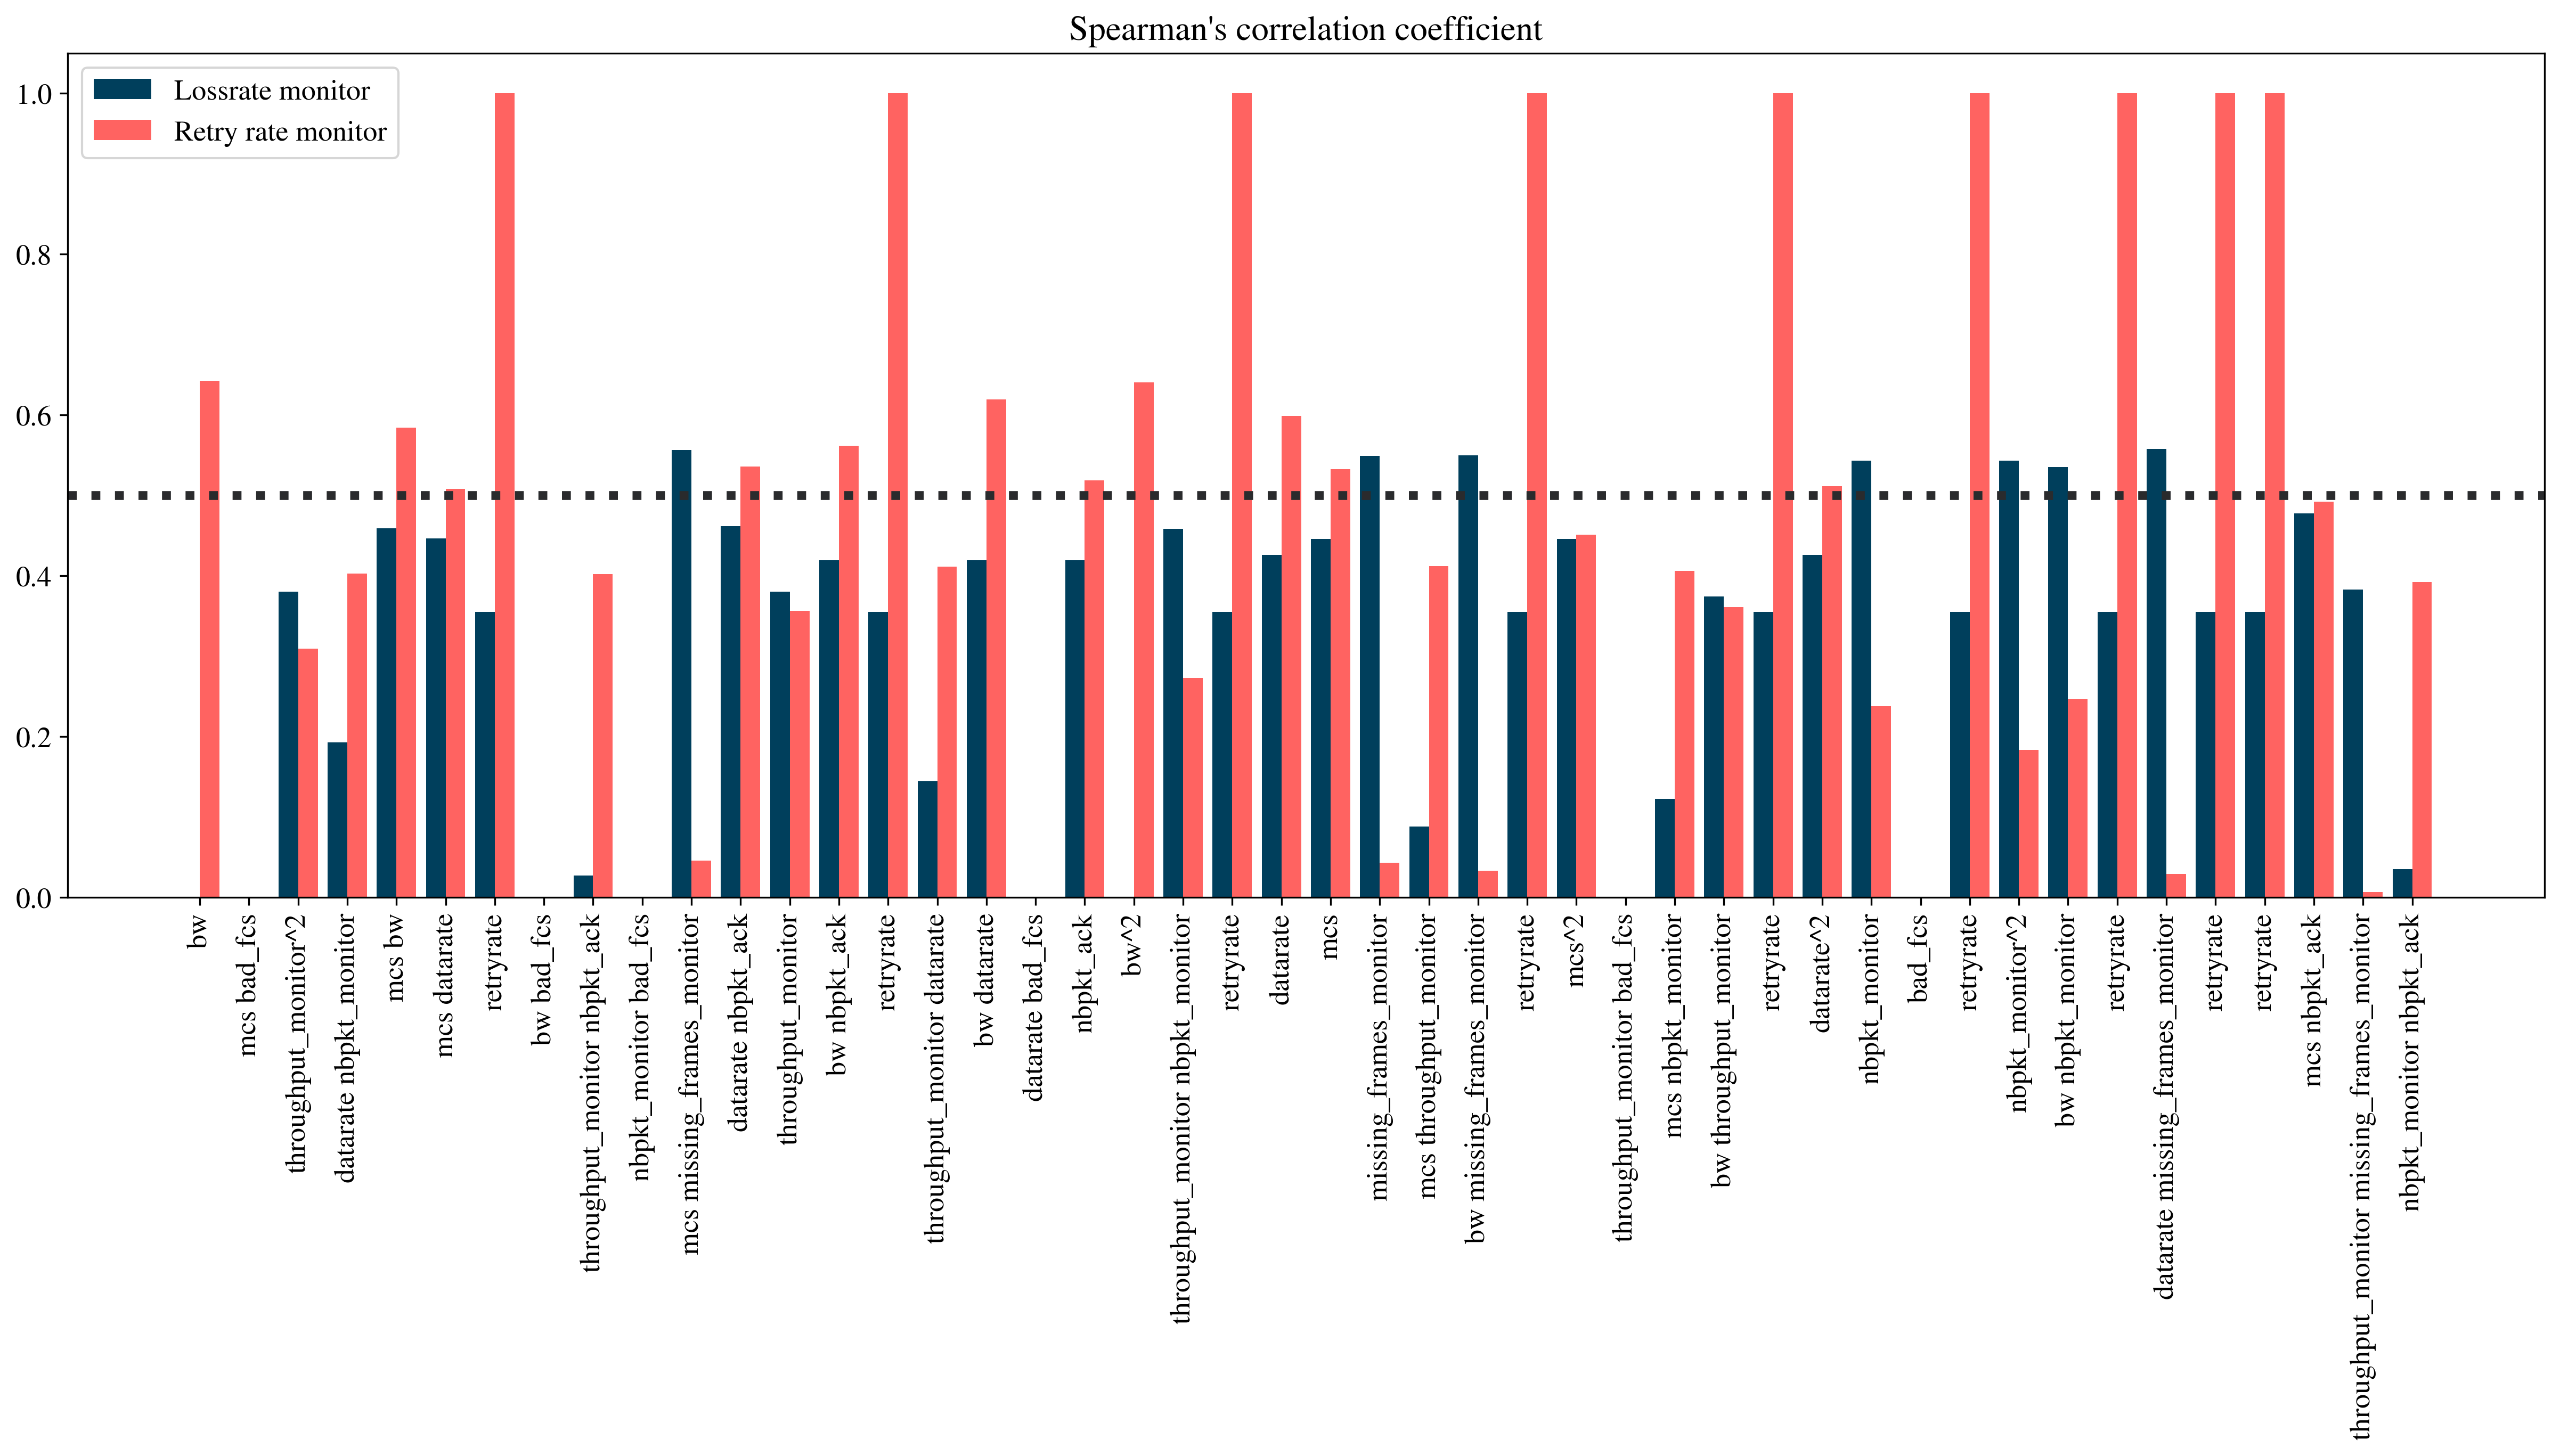 Spearman's correlation coefficient
Lossrate monitor
Retry rate monitor
1.0
0.8
0.6
0.4
0.2
0.0
bw
mcs bad_fcs
throughput_monitor^2
datarate nbpkt_monitor
mcs bw
mcs datarate
retryrate
bw bad_fcs
throughput_monitor nbpkt_ack
nbpkt_monitor bad_fcs
mcs missing_frames_monitor
datarate nbpkt_ack
throughput_monitor
bw nbpkt_ack
retryrate
throughput_monitor datarate
bw datarate
datarate bad_fcs
nbpkt_ack
bw^2
throughput_monitor nbpkt_monitor
retryrate
datarate
mcs
missing_frames_monitor
mcs throughput_monitor
bw missing_frames_monitor
retryrate
mcs^2
throughput_monitor bad_fcs
mcs nbpkt_monitor
bw throughput_monitor
retryrate
datarate^2
nbpkt_monitor
bad_fcs
retryrate
nbpkt_monitor^2
bw nbpkt_monitor
retryrate
datarate missing_frames_monitor
retryrate
retryrate
mcs nbpkt_ack
throughput_monitor missing_frames_monitor
nbpkt_monitor nbpkt_ack